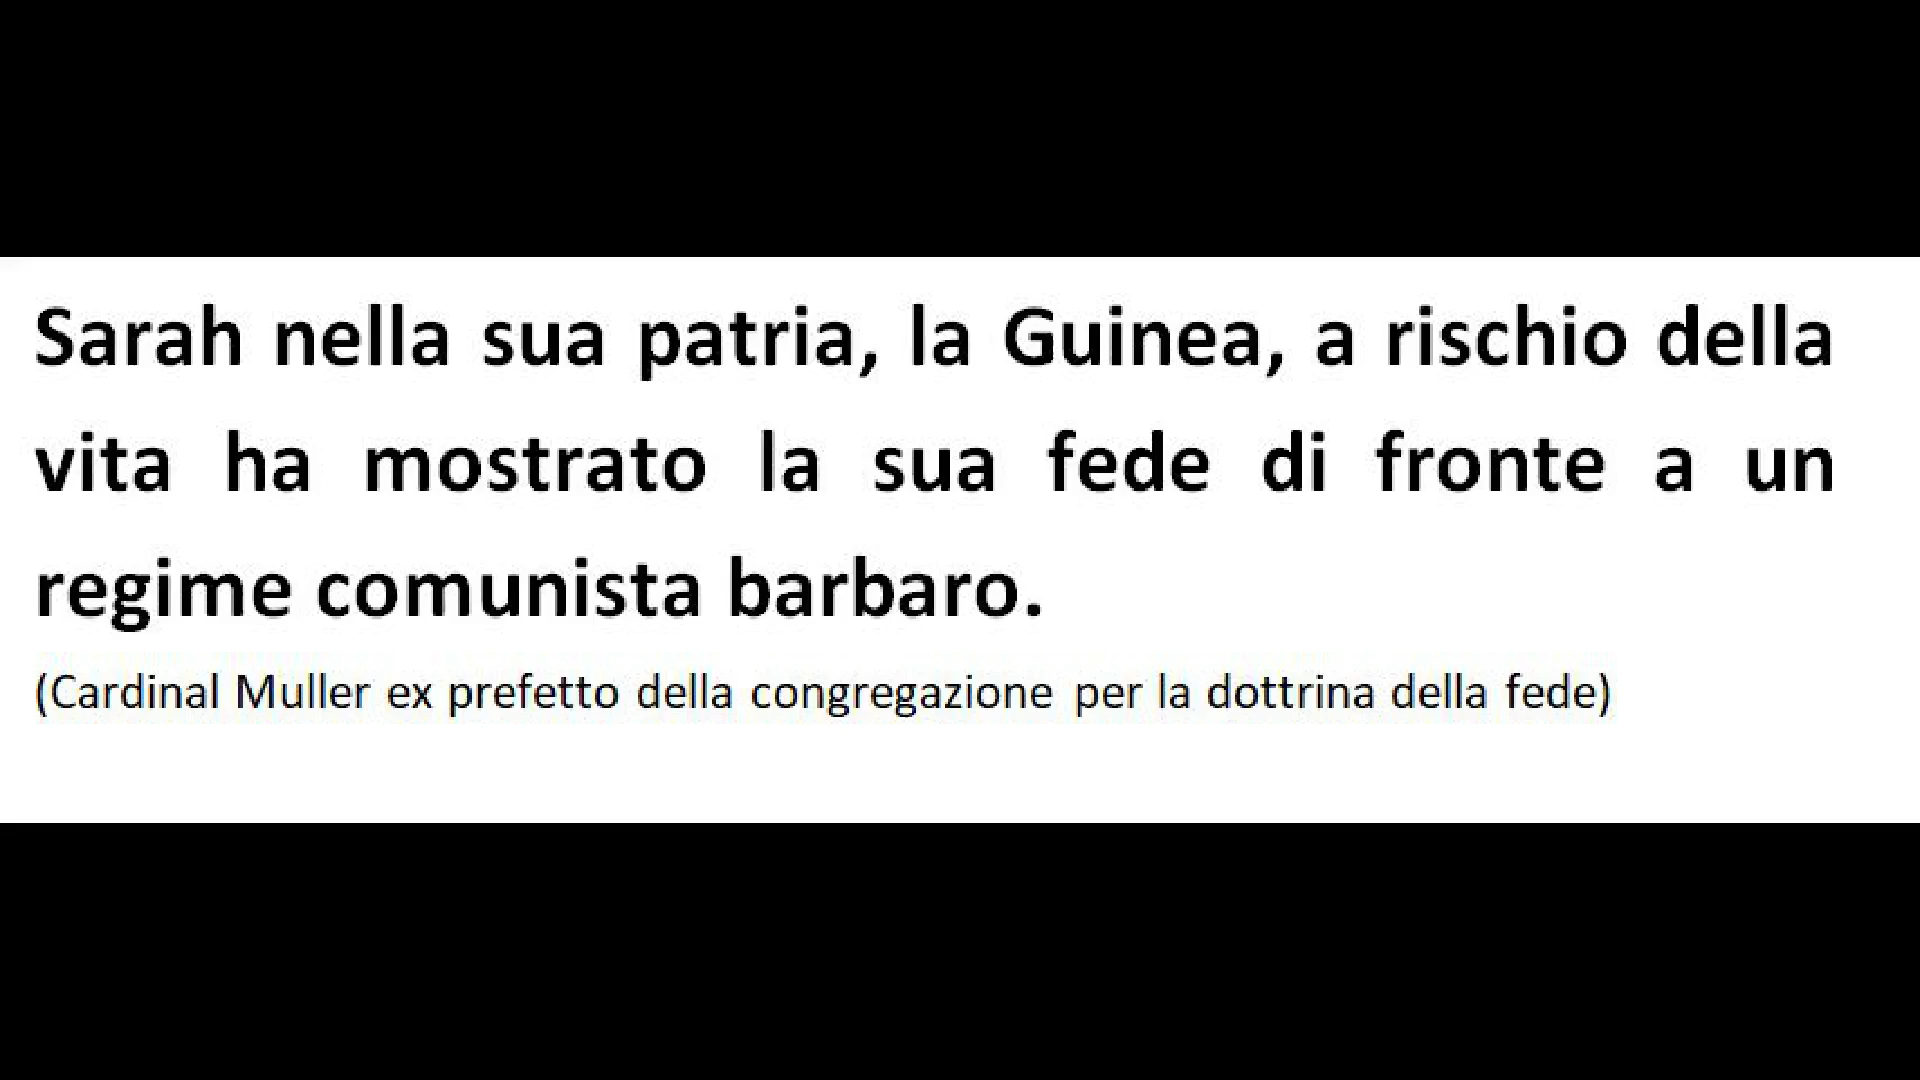 Sarah nella sua patria, la Guinea, a rischio della
vita ha mostrato la sua fede di fronte a un
regime comunista barbaro.
(Cardinal Muller ex prefetto della congregazione per la dottrina della fede)